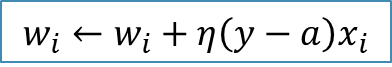 wᵢ ← wᵢ + η(y − a)xᵢ